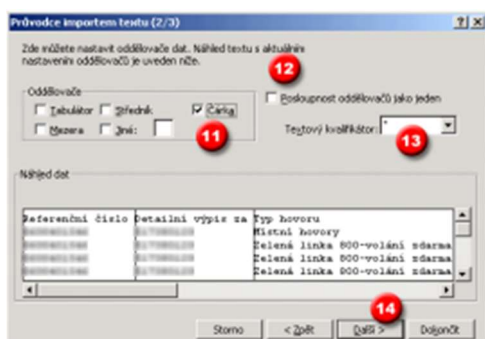 Průvodce importem textu (2/3)
Zde můžete nastavit oddělovače dat. Náhled textu s aktuálním
nastavením oddělovačů je uveden níže.
12
Oddělovače
Tabulátor Středník Čárka
Mezera Jiné:
11
Posloupnost oddělovačů jako jeden
Textový kvalifikátor: "
13
Náhled dat
Referenční číslo Detailní výpis za Typ hovoru
Místní hovory
Zelená linka 800-volání zdarma
Zelená linka 800-volání zdarma
Zelená linka 800-volání zdarma
14
Storno < Zpět Další > Dokončit